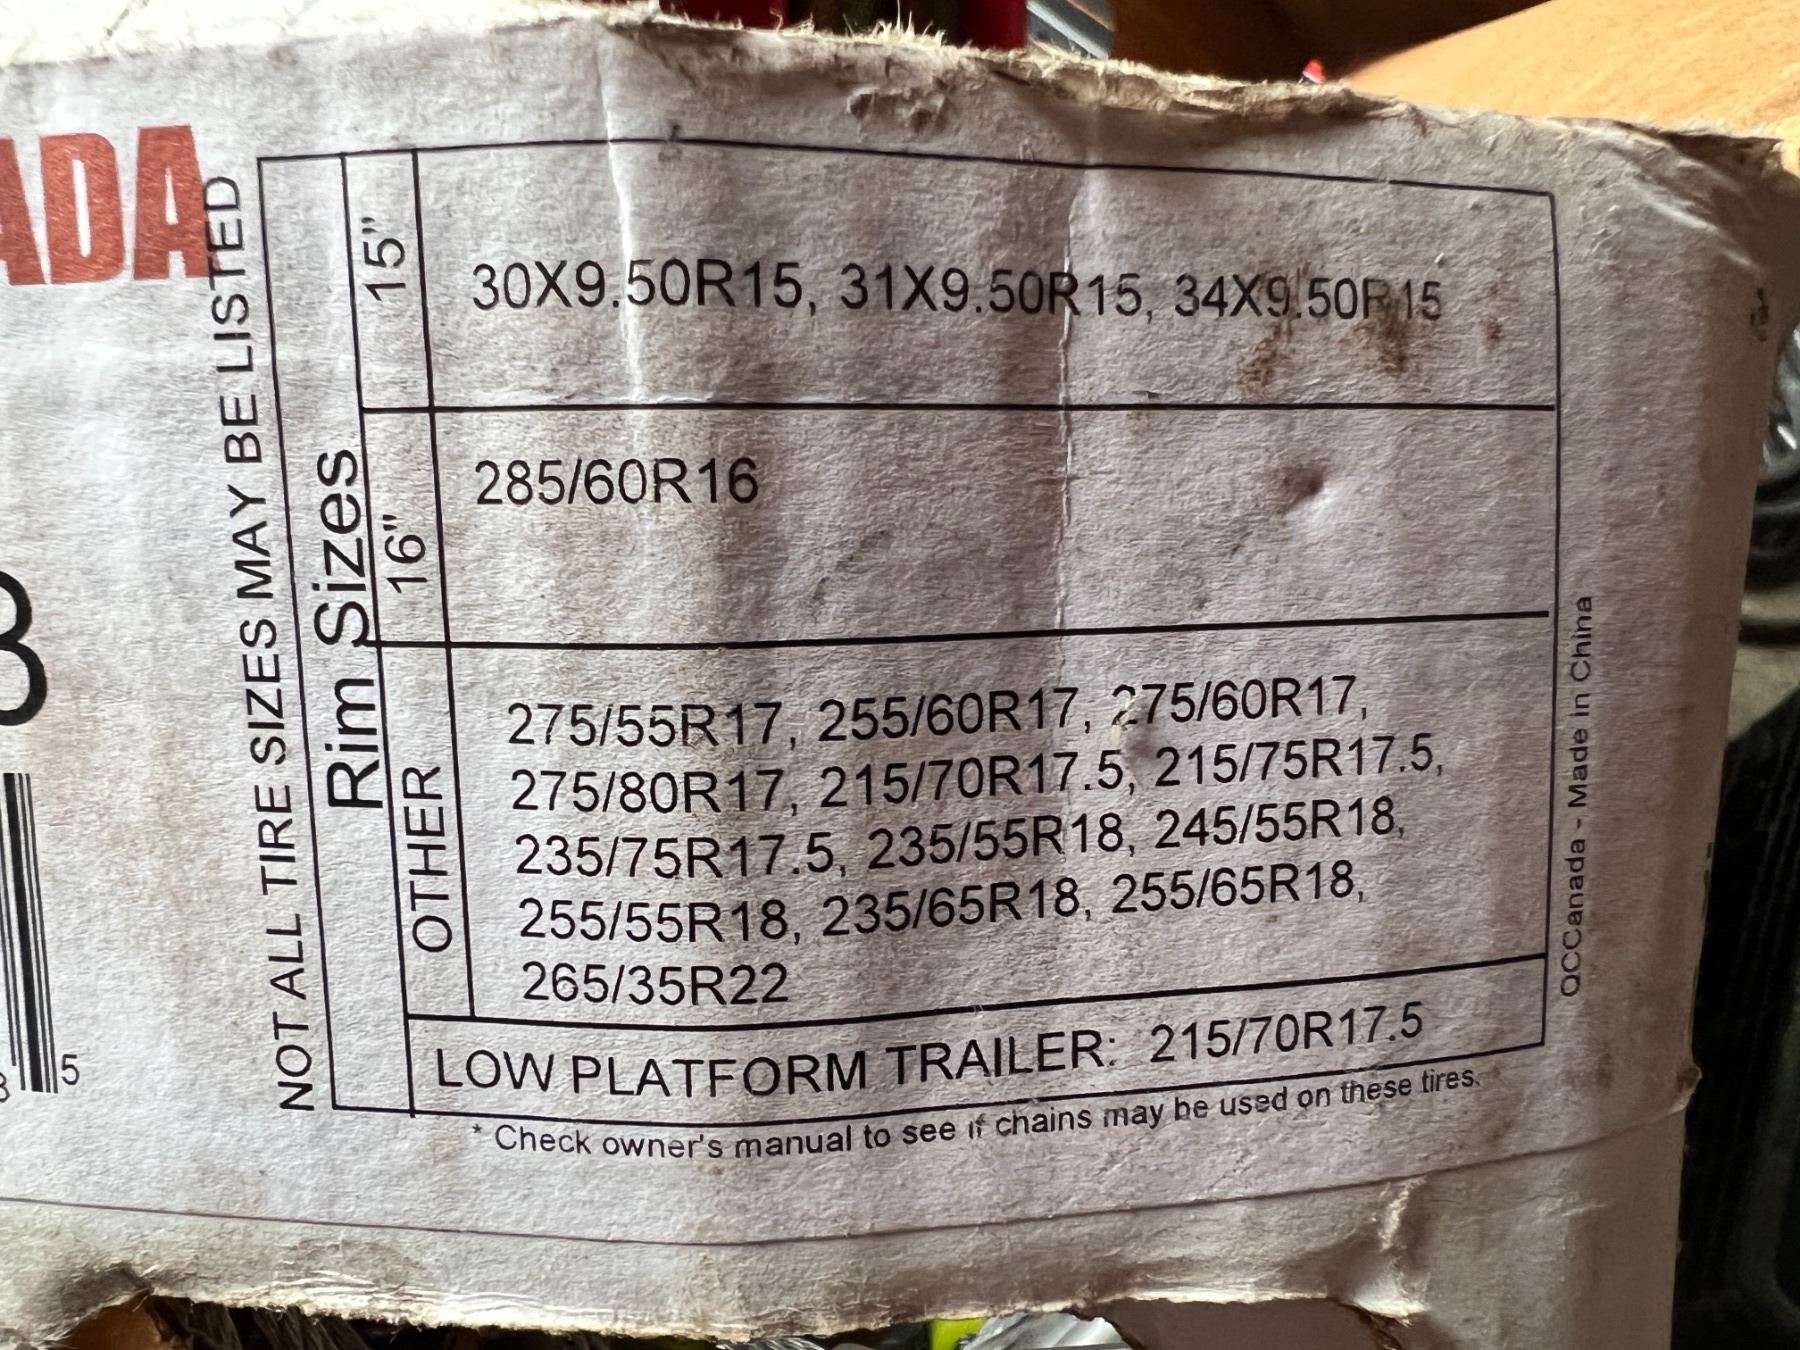 ADA
NOT ALL TIRE SIZES MAY BE LISTED
Rim Sizes
15"
30X9.50R15, 31X9.50R15, 34X9.50R15
16"
285/60R16
OTHER
275/55R17, 255/60R17, 275/60R17,
275/80R17, 215/70R17.5, 215/75R17.5,
235/75R17.5, 235/55R18, 245/55R18,
255/55R18, 235/65R18, 255/65R18,
265/35R22
LOW PLATFORM TRAILER: 215/70R17.5
* Check owner's manual to see if chains may be used on these tires.
QCCanada - Made in China
5